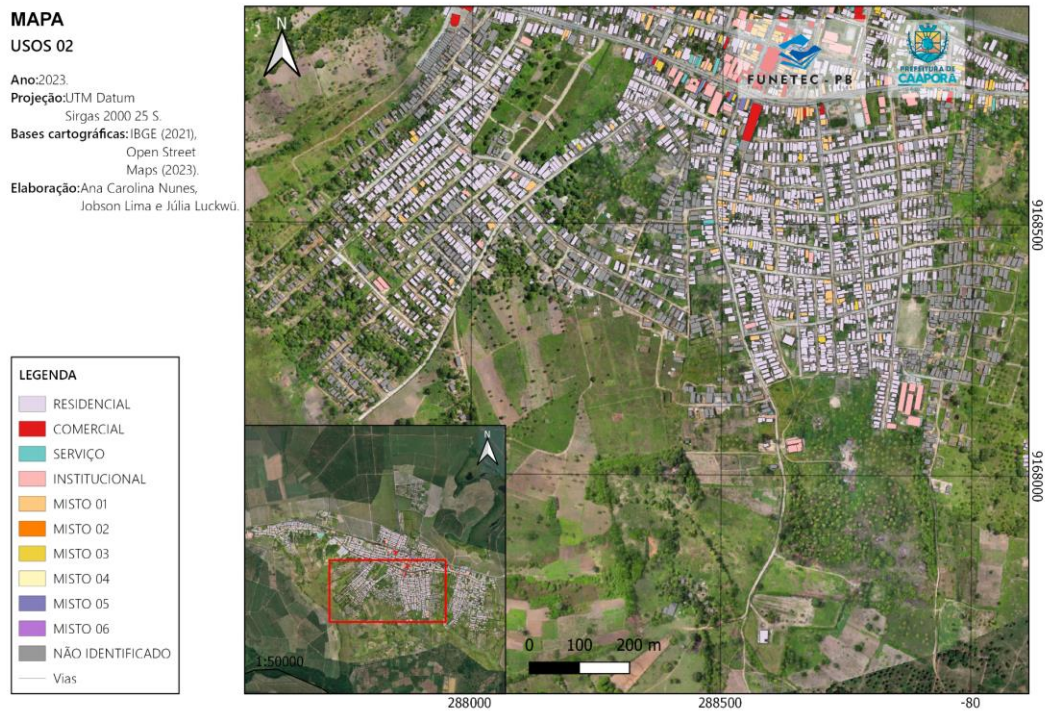 MAPA
USOS 02
Ano:2023.
Projeção:UTM Datum
Sirgas 2000 25 S.
Bases cartográficas:IBGE (2021),
Open Street
Maps (2023).
Elaboração:Ana Carolina Nunes,
Jobson Lima e Júlia Luckwü.
LEGENDA
RESIDENCIAL
COMERCIAL
SERVIÇO
INSTITUCIONAL
MISTO 01
MISTO 02
MISTO 03
MISTO 04
MISTO 05
MISTO 06
NÃO IDENTIFICADO
Vias
N
FUNETEC-PB
PREFEITURA DE
CAAPORÃ
9168500
9168000
N
1:50000
0 100 200 m
288000 288500 -80